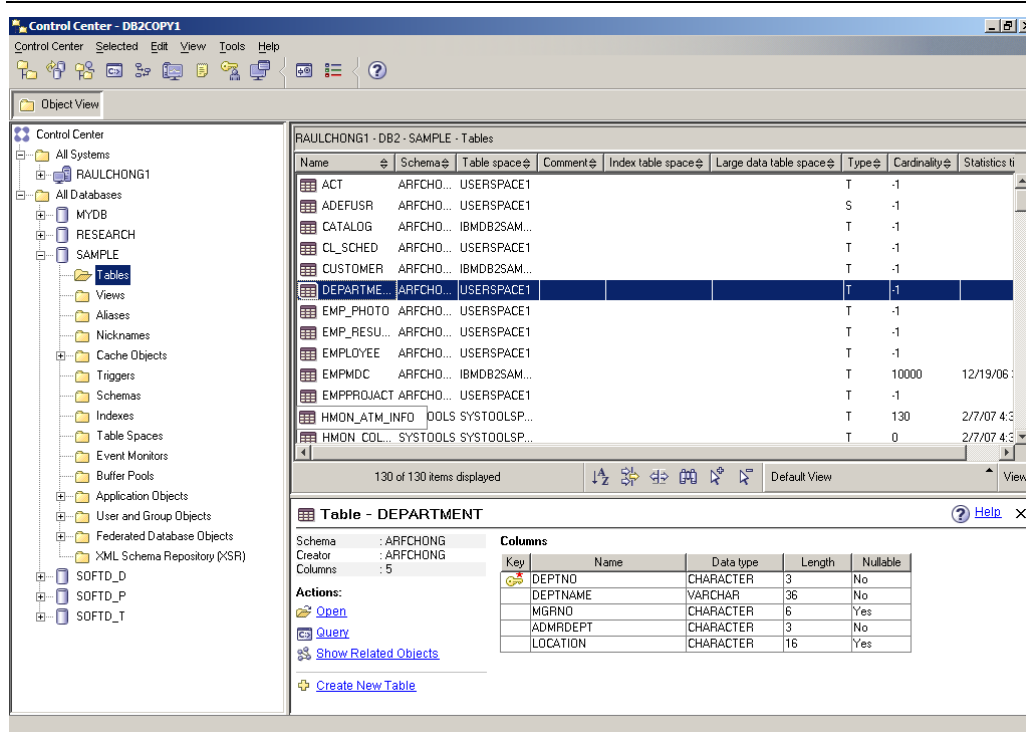 Control Center - DB2COPY1
Control Center Selected Edit View Tools Help
Object View
Control Center
All Systems
RAULCHONG1
All Databases
MYDB
RESEARCH
SAMPLE
Tables
Views
Aliases
Nicknames
Cache Objects
Triggers
Schemas
Indexes
Table Spaces
Event Monitors
Buffer Pools
Application Objects
User and Group Objects
Federated Database Objects
XML Schema Repository (XSR)
SOFTD_D
SOFTD_P
SOFTD_T
RAULCHONG1 - DB2 - SAMPLE - Tables
Name Schema Table space Comment Index table space Large data table space Type Cardinality Statistics ti
ACT ARFCHO... USERSPACE1 T -1
ADEFUSR ARFCHO... USERSPACE1 S -1
CATALOG ARFCHO... IBMDB2SAM... T -1
CL_SCHED ARFCHO... USERSPACE1 T -1
CUSTOMER ARFCHO... IBMDB2SAM... T -1
DEPARTME... ARFCHO... USERSPACE1 T -1
EMP_PHOTO ARFCHO... USERSPACE1 T -1
EMP_RESU... ARFCHO... USERSPACE1 T -1
EMPLOYEE ARFCHO... USERSPACE1 T -1
EMPMDC ARFCHO... IBMDB2SAM... T 10000 12/19/06
EMPPROJACT ARFCHO... USERSPACE1 T -1
HMON_ATM_INFO OOLS SYSTOOLSP... T 130 2/7/07 4:3
HMON_COL... SYSTOOLS SYSTOOLSP... T 0 2/7/07 4:3
130 of 130 items displayed Default View View
Table - DEPARTMENT Help
Schema : ARFCHONG
Creator : ARFCHONG
Columns : 5
Actions:
Open
Query
Show Related Objects
Create New Table
Columns
Key Name Data type Length Nullable
DEPTNO CHARACTER 3 No
DEPTNAME VARCHAR 36 No
MGRNO CHARACTER 6 Yes
ADMRDEPT CHARACTER 3 No
LOCATION CHARACTER 16 Yes